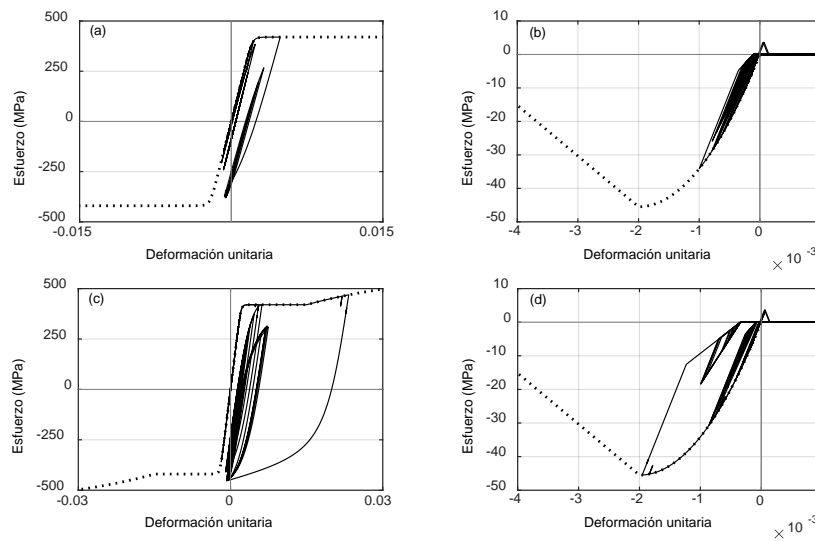 (a)
500
250
0
-250
-500
-0.015
0
0.015
Esfuerzo (MPa)
Deformación unitaria
(b)
10
0
-10
-20
-30
-40
-50
-4
-3
-2
-1
0
× 10 -3
Esfuerzo (MPa)
Deformación unitaria
(c)
500
250
0
-250
-500
-0.03
0
0.03
Esfuerzo (MPa)
Deformación unitaria
(d)
10
0
-10
-20
-30
-40
-50
-4
-3
-2
-1
0
× 10 -3
Esfuerzo (MPa)
Deformación unitaria